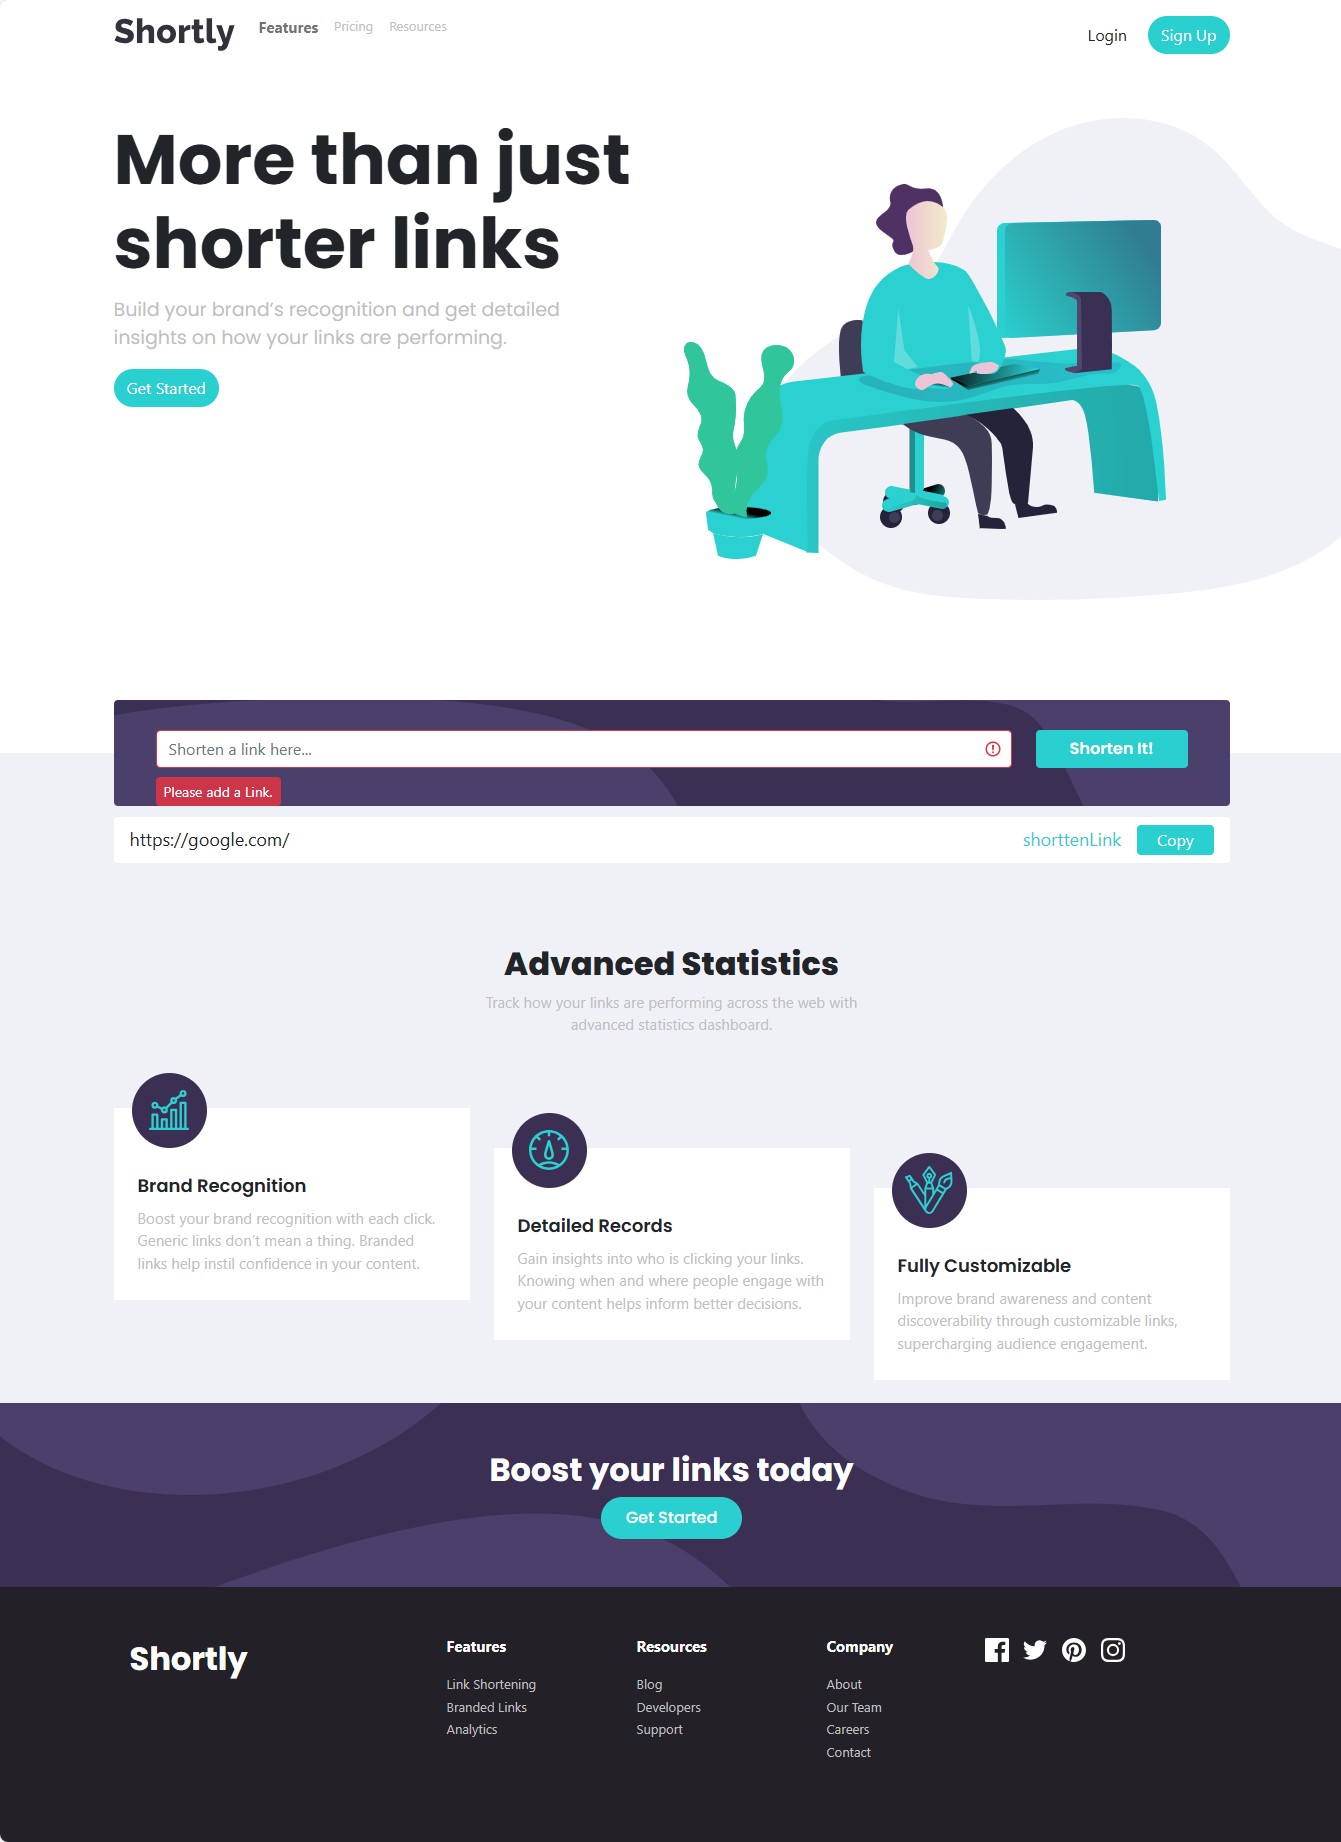 Shortly
Features
Pricing
Resources
Login
Sign Up
More than just
shorter links
Build your brand's recognition and get detailed
insights on how your links are performing.
Get Started
Shorten a link here...
Shorten It!
Please add a Link.
https://google.com/
shorttenLink
Copy
Advanced Statistics
Track how your links are performing across the web with
advanced statistics dashboard.
Brand Recognition
Boost your brand recognition with each click.
Generic links don't mean a thing. Branded
links help instil confidence in your content.
Detailed Records
Gain insights into who is clicking your links.
Knowing when and where people engage with
your content helps inform better decisions.
Fully Customizable
Improve brand awareness and content
discoverability through customizable links,
supercharging audience engagement.
Boost your links today
Get Started
Shortly
Features
Link Shortening
Branded Links
Analytics
Resources
Blog
Developers
Support
Company
About
Our Team
Careers
Contact